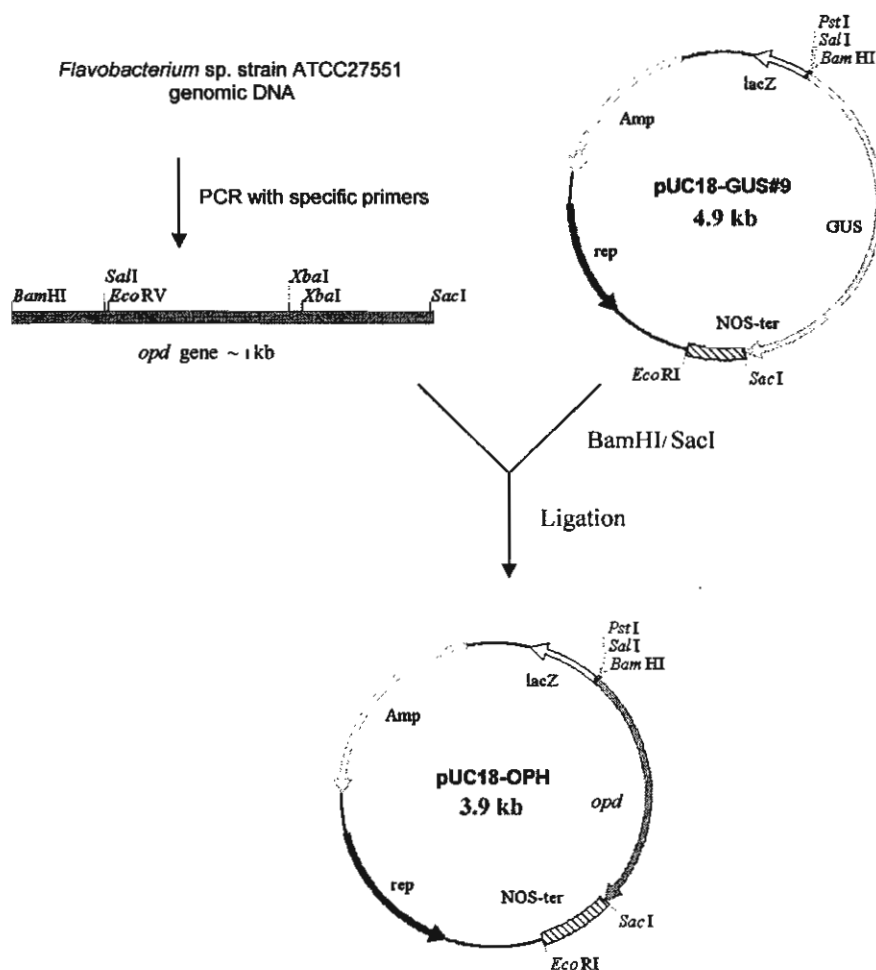 Flavobacterium sp. strain ATCC27551
genomic DNA
PCR with specific primers
BamHI
SalI
EcoRV
XbaI
XbaI
SacI
opd gene ~1kb
PstI
SalI
BamHI
lacZ
Amp
pUC18-GUS#9
4.9 kb
GUS
rep
NOS-ter
EcoRI
SacI
BamHI/SacI
Ligation
PstI
SalI
BamHI
lacZ
Amp
pUC18-OPH
3.9 kb
opd
rep
NOS-ter
SacI
EcoRI